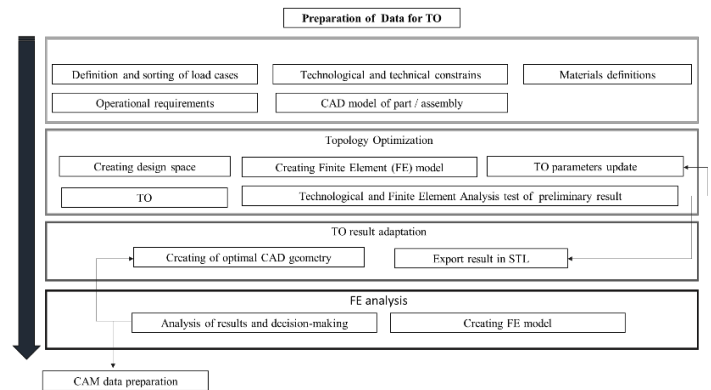 Preparation of Data for TO
Definition and sorting of load cases
Technological and technical constrains
Materials definitions
Operational requirements
CAD model of part / assembly
Topology Optimization
Creating design space
Creating Finite Element (FE) model
TO parameters update
TO
Technological and Finite Element Analysis test of preliminary result
TO result adaptation
Creating of optimal CAD geometry
Export result in STL
FE analysis
Analysis of results and decision-making
Creating FE model
CAM data preparation